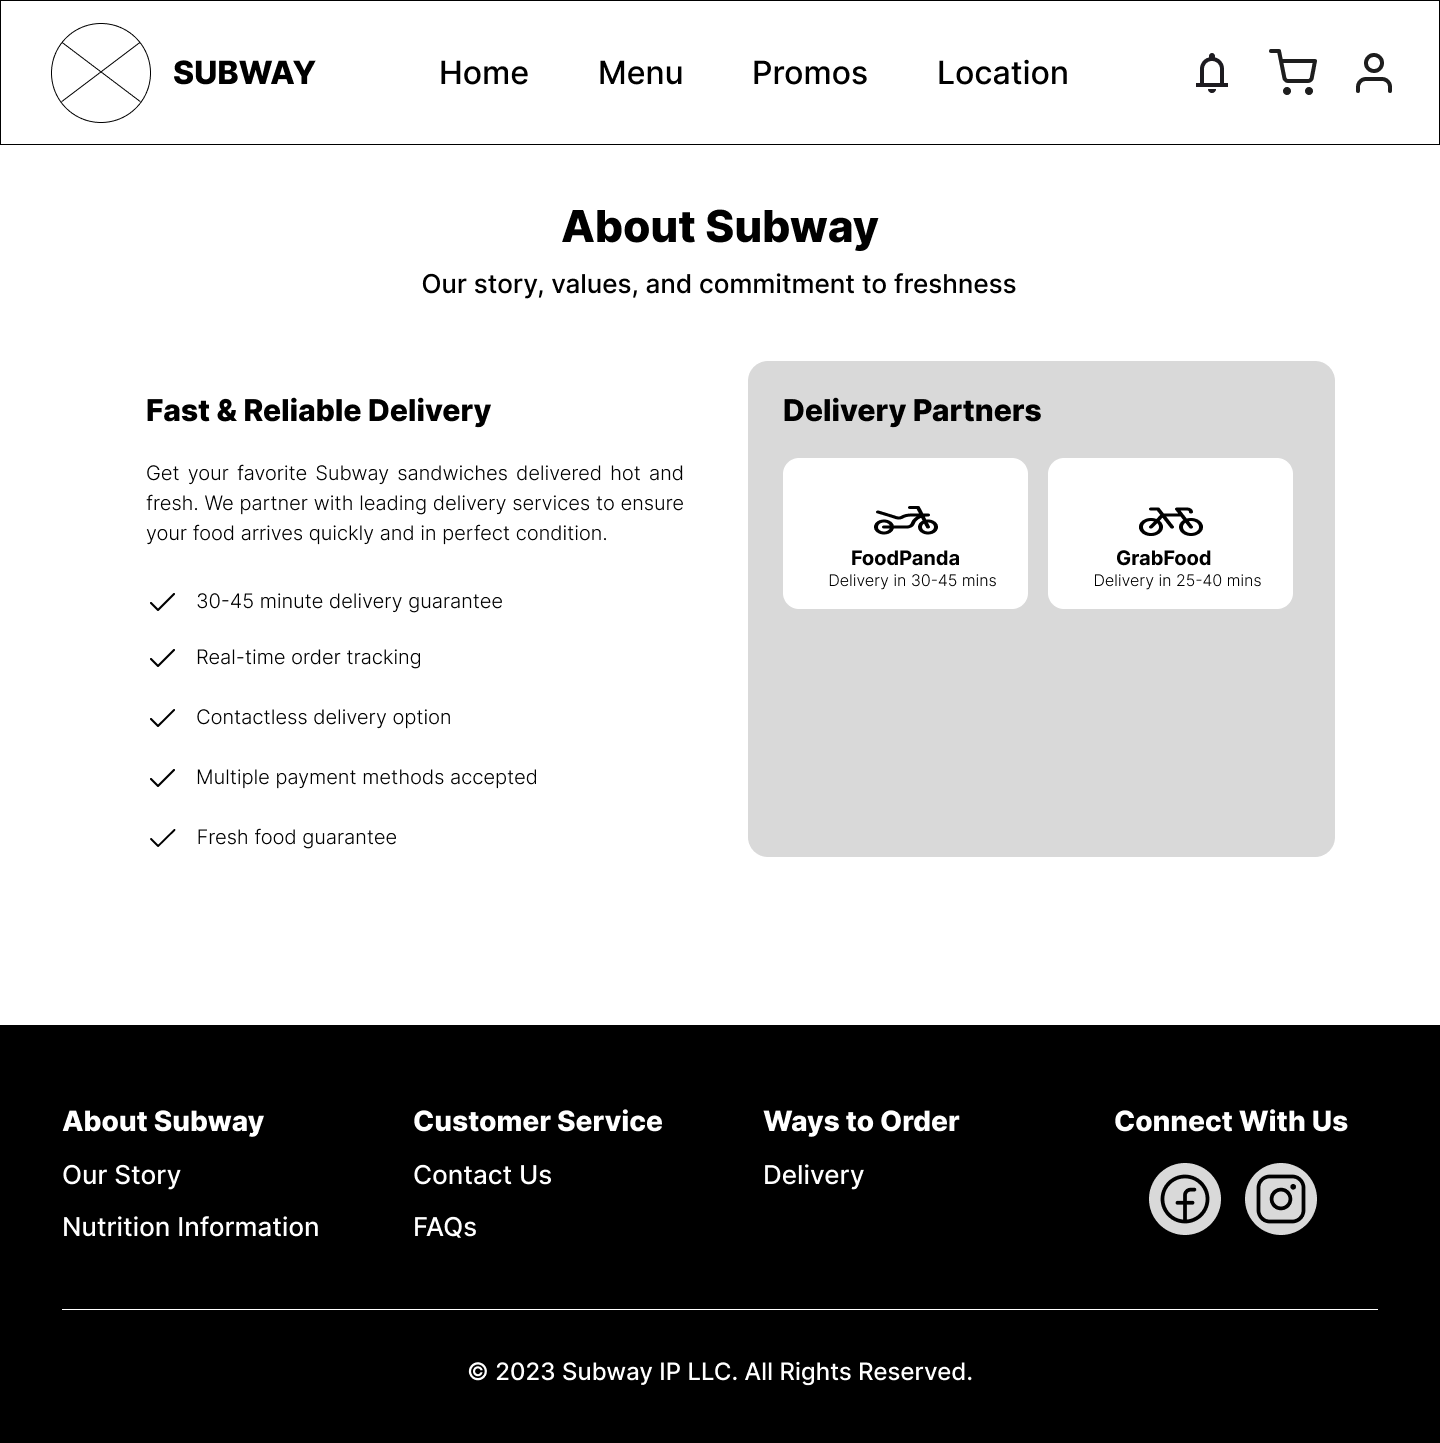 SUBWAY
Home
Menu
Promos
Location
About Subway
Our story, values, and commitment to freshness
Fast & Reliable Delivery
Get your favorite Subway sandwiches delivered hot and
fresh. We partner with leading delivery services to ensure
your food arrives quickly and in perfect condition.
30-45 minute delivery guarantee
Real-time order tracking
Contactless delivery option
Multiple payment methods accepted
Fresh food guarantee
Delivery Partners
FoodPanda
Delivery in 30-45 mins
GrabFood
Delivery in 25-40 mins
About Subway
Our Story
Nutrition Information
Customer Service
Contact Us
FAQs
Ways to Order
Delivery
Connect With Us
© 2023 Subway IP LLC. All Rights Reserved.